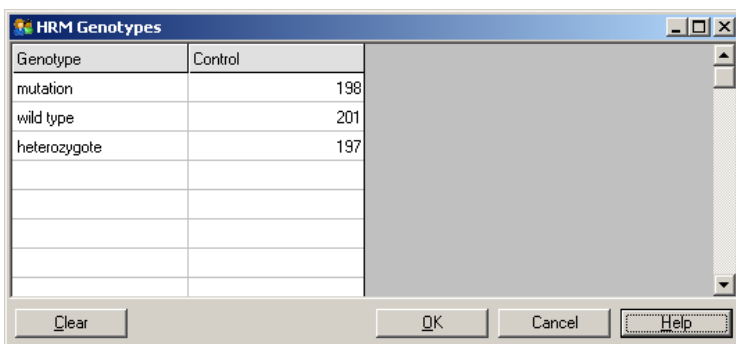 HRM Genotypes
Genotype Control
mutation 198
wild type 201
heterozygote 197
Clear OK Cancel Help